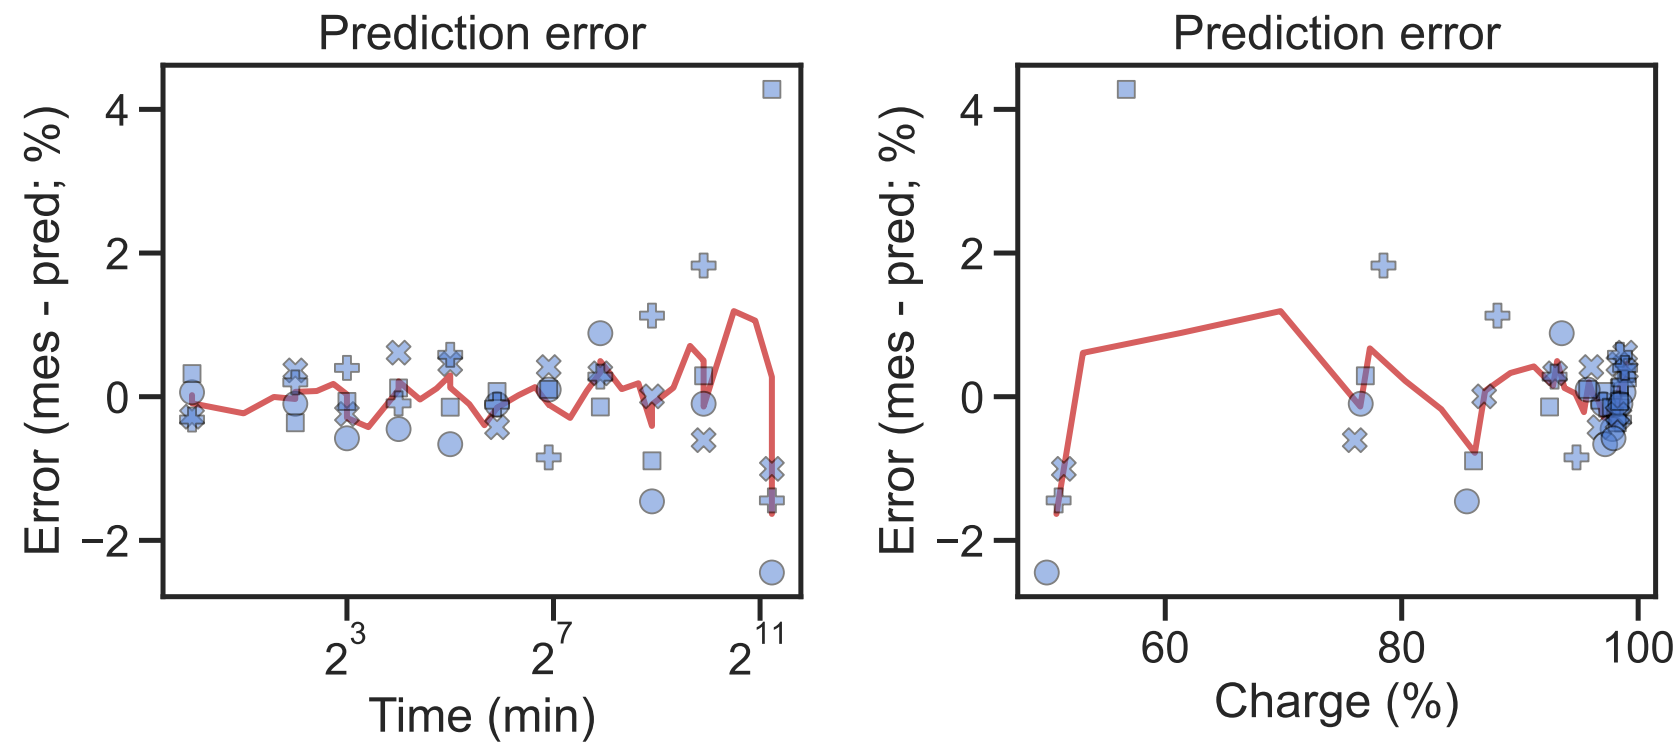 Prediction error
Error (mes - pred; %)
4
2
0
−2
2^3
2^7
2^11
Time (min)
Prediction error
Error (mes - pred; %)
4
2
0
−2
60
80
100
Charge (%)